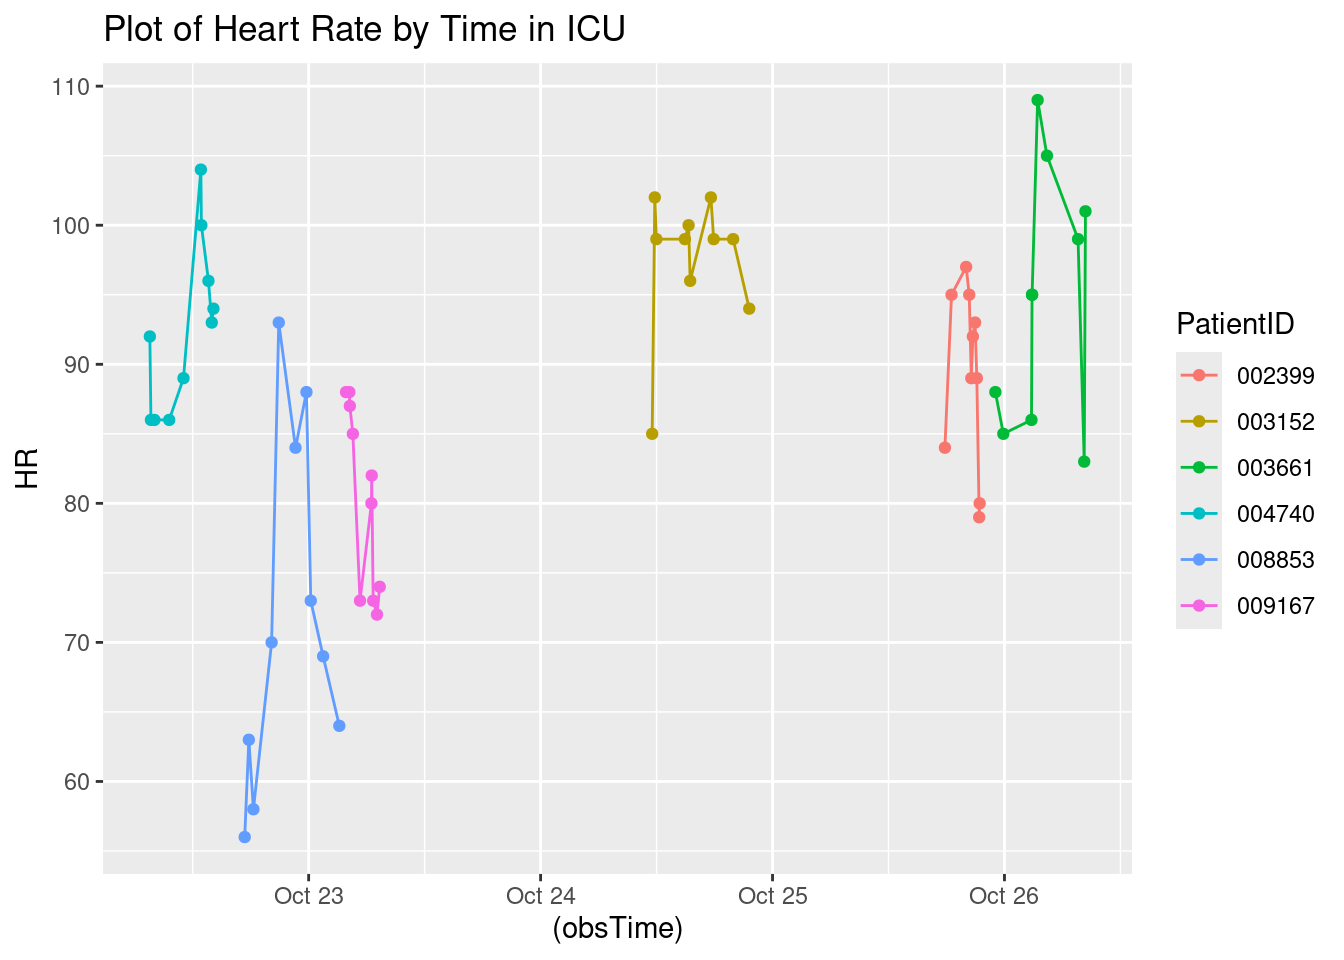 Plot of Heart Rate by Time in ICU
110
100
90
80
70
60
HR
Oct 23
Oct 24
Oct 25
Oct 26
(obsTime)
PatientID
002399
003152
003661
004740
008853
009167